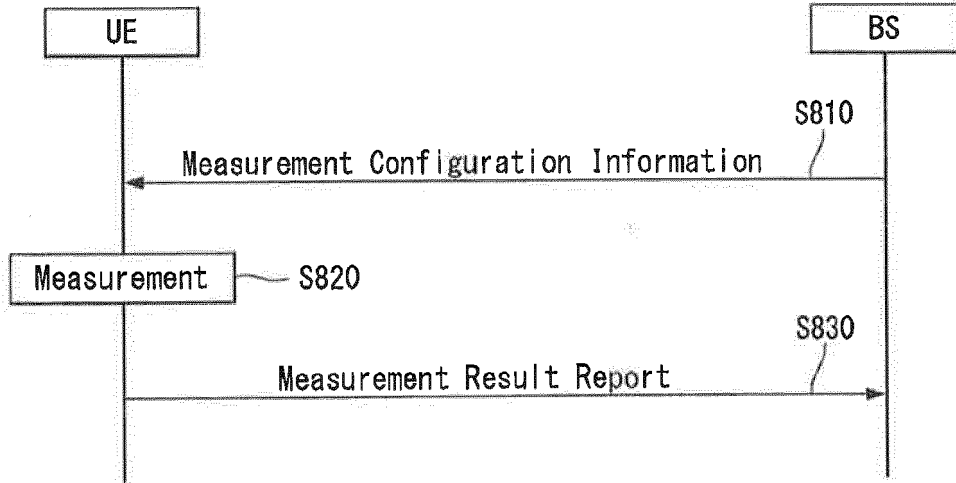 UE
BS
S810
Measurement Configuration Information
Measurement
S820
S830
Measurement Result Report